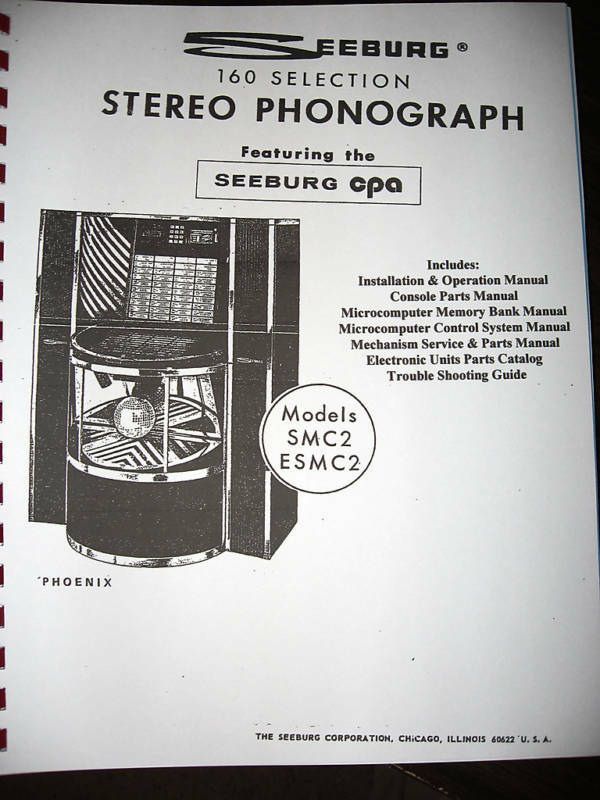 SEEBURG ®
160 SELECTION
STEREO PHONOGRAPH
Featuring the
SEEBURG cpa
Includes:
Installation & Operation Manual
Console Parts Manual
Microcomputer Memory Bank Manual
Microcomputer Control System Manual
Mechanism Service & Parts Manual
Electronic Units Parts Catalog
Trouble Shooting Guide
Models
SMC2
ESMC2
PHOENIX
THE SEEBURG CORPORATION, CHICAGO, ILLINOIS 60622 U. S. A.